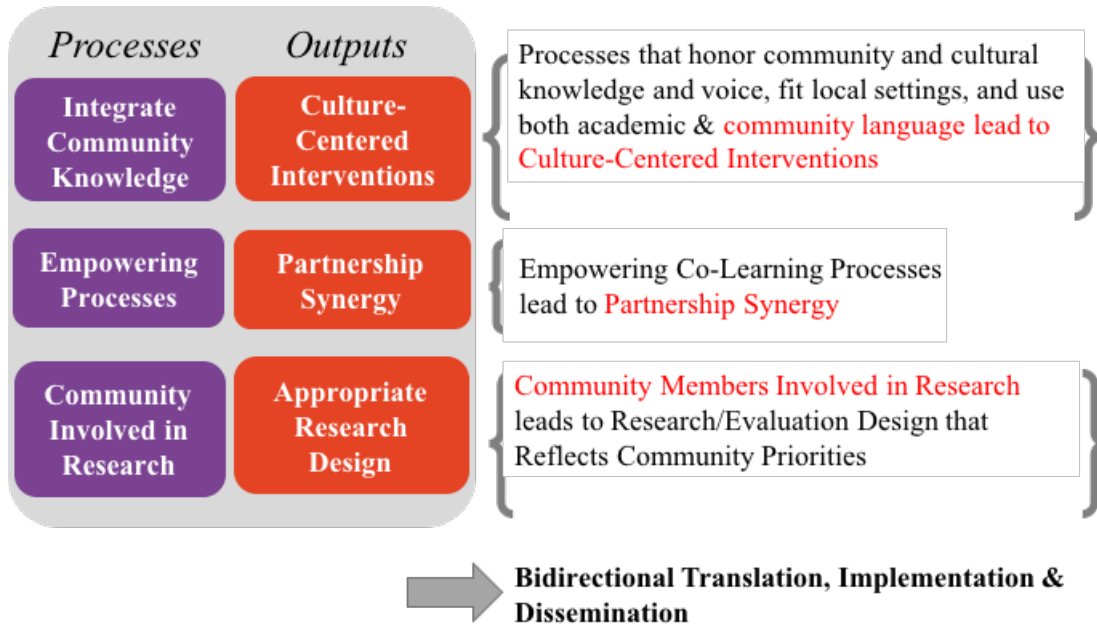 Processes
Outputs
Integrate
Community
Knowledge
Culture-
Centered
Interventions
Processes that honor community and cultural
knowledge and voice, fit local settings, and use
both academic & community language lead to
Culture-Centered Interventions
Empowering
Processes
Partnership
Synergy
Empowering Co-Learning Processes
lead to Partnership Synergy
Community
Involved in
Research
Appropriate
Research
Design
Community Members Involved in Research
leads to Research/Evaluation Design that
Reflects Community Priorities
Bidirectional Translation, Implementation &
Dissemination